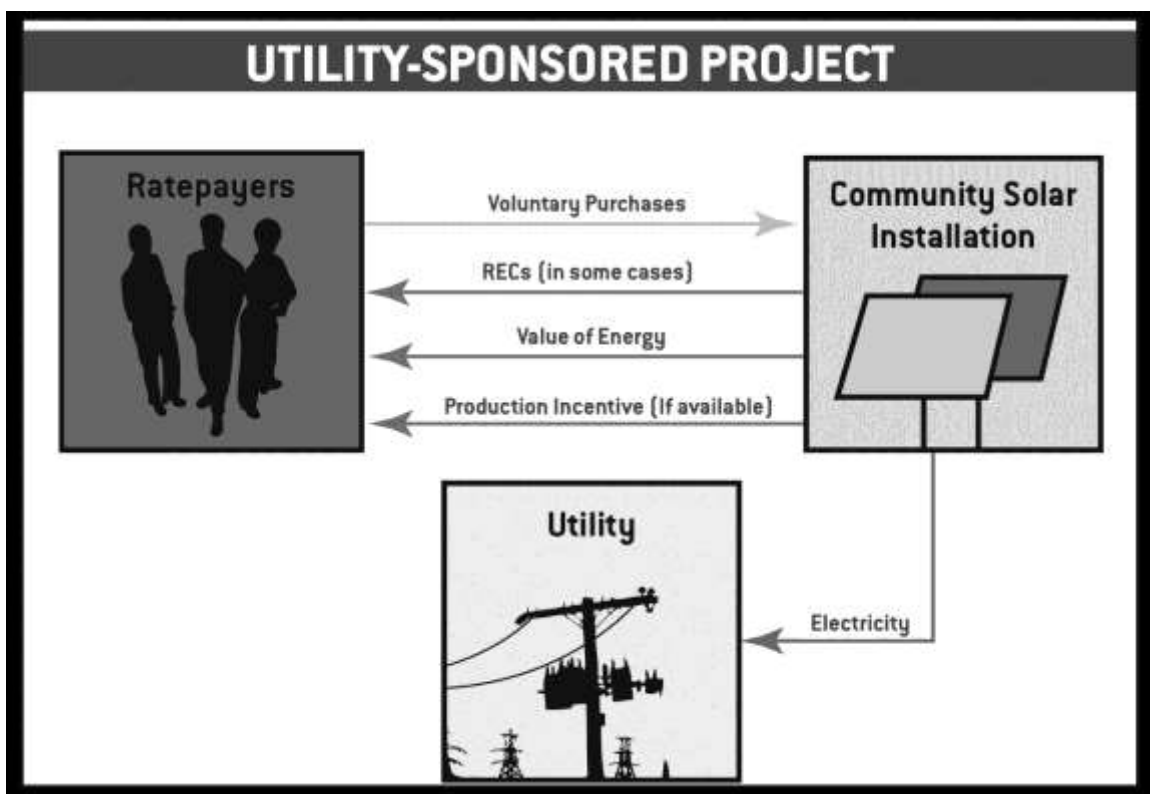 UTILITY-SPONSORED PROJECT
Ratepayers
Voluntary Purchases
RECs (in some cases)
Value of Energy
Production Incentive (If available)
Community Solar
Installation
Utility
Electricity